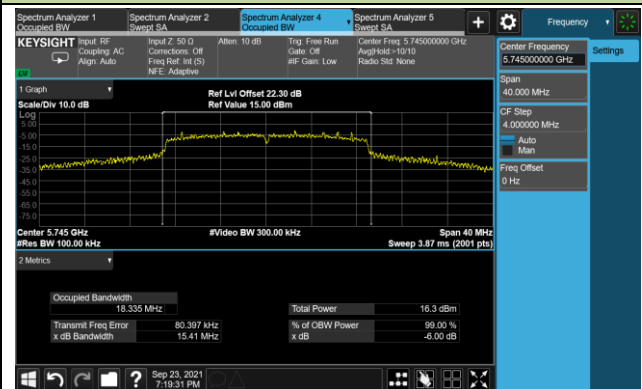 Spectrum Analyzer 1
Occupied BW
Spectrum Analyzer 2
Swept SA
Spectrum Analyzer 4
Occupied BW
Spectrum Analyzer 5
Swept SA
Frequency
KEYSIGHT
Input: RF
Coupling: AC
Align: Auto
Input Z: 50 Ω
Corrections: Off
Freq Ref: Int (S)
NFE: Adaptive
Atten: 10 dB
Trig: Free Run
Gate: Off
#IF Gain: Low
Center Freq: 5.745000000 GHz
Avg|Hold:>10/10
Radio Std: None
LXI
Center Frequency
5.745000000 GHz
Settings
Span
40.000 MHz
CF Step
4.000000 MHz
Auto
Man
Freq Offset
0 Hz
1 Graph
Scale/Div 10.0 dB
Ref Lvl Offset 22.30 dB
Ref Value 15.00 dBm
Log
5.00
-5.00
-15.0
-25.0
-35.0
-45.0
-55.0
-65.0
-75.0
Center 5.745 GHz
#Res BW 100.00 kHz
#Video BW 300.00 kHz
Span 40 MHz
Sweep 3.87 ms (2001 pts)
2 Metrics
Occupied Bandwidth
18.335 MHz
Total Power 16.3 dBm
Transmit Freq Error 80.397 kHz
% of OBW Power 99.00 %
x dB Bandwidth 15.41 MHz
x dB -6.00 dB
Sep 23, 2021
7:19:31 PM